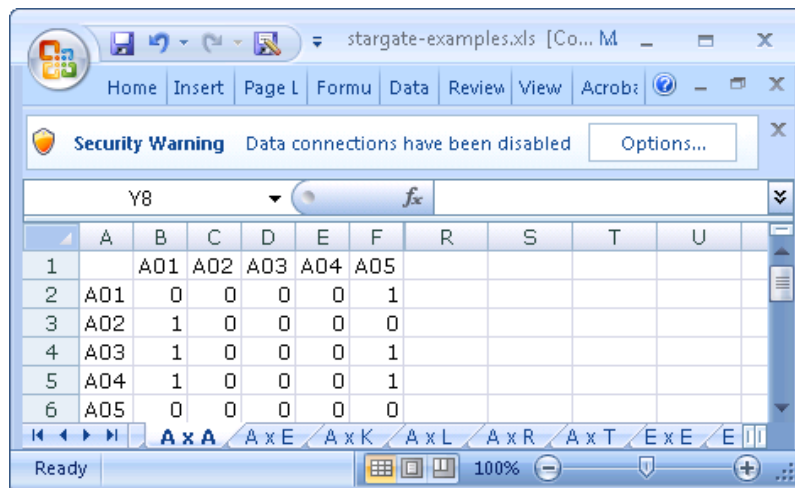 stargate-examples.xls [Co... M
Home Insert Page L Formu Data Review View Acroba
Security Warning Data connections have been disabled Options...
Y8 fx
A B C D E F R S T U
1 A01 A02 A03 A04 A05
2 A01 0 0 0 0 1
3 A02 1 0 0 0 0
4 A03 1 0 0 0 1
5 A04 1 0 0 0 1
6 A05 0 0 0 0 0
A x A A x E A x K A x L A x R A x T E x E E
Ready 100%